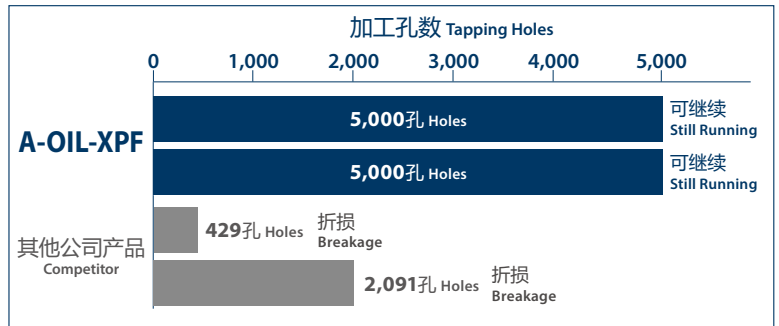 加工孔数 Tapping Holes
0 1,000 2,000 3,000 4,000 5,000
A-OIL-XPF
5,000孔 Holes
可继续
Still Running
5,000孔 Holes
可继续
Still Running
其他公司产品
Competitor
429孔 Holes
折损
Breakage
2,091孔 Holes
折损
Breakage